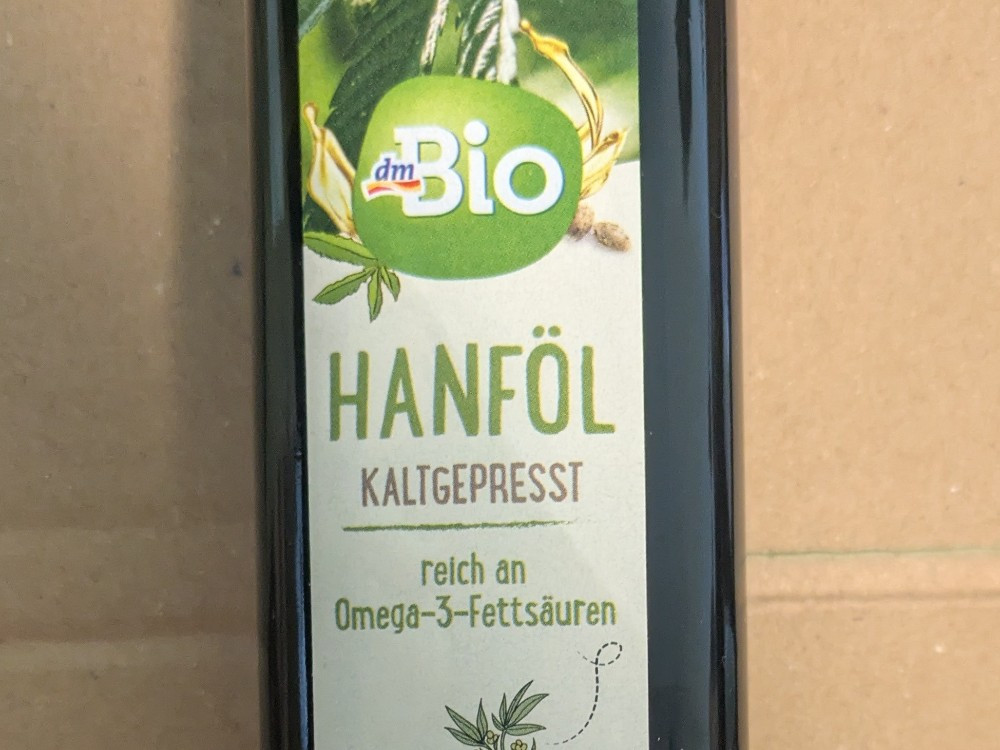 dm Bio
HANFÖL
KALTGEPRESST
reich an
Omega-3-Fettsäuren